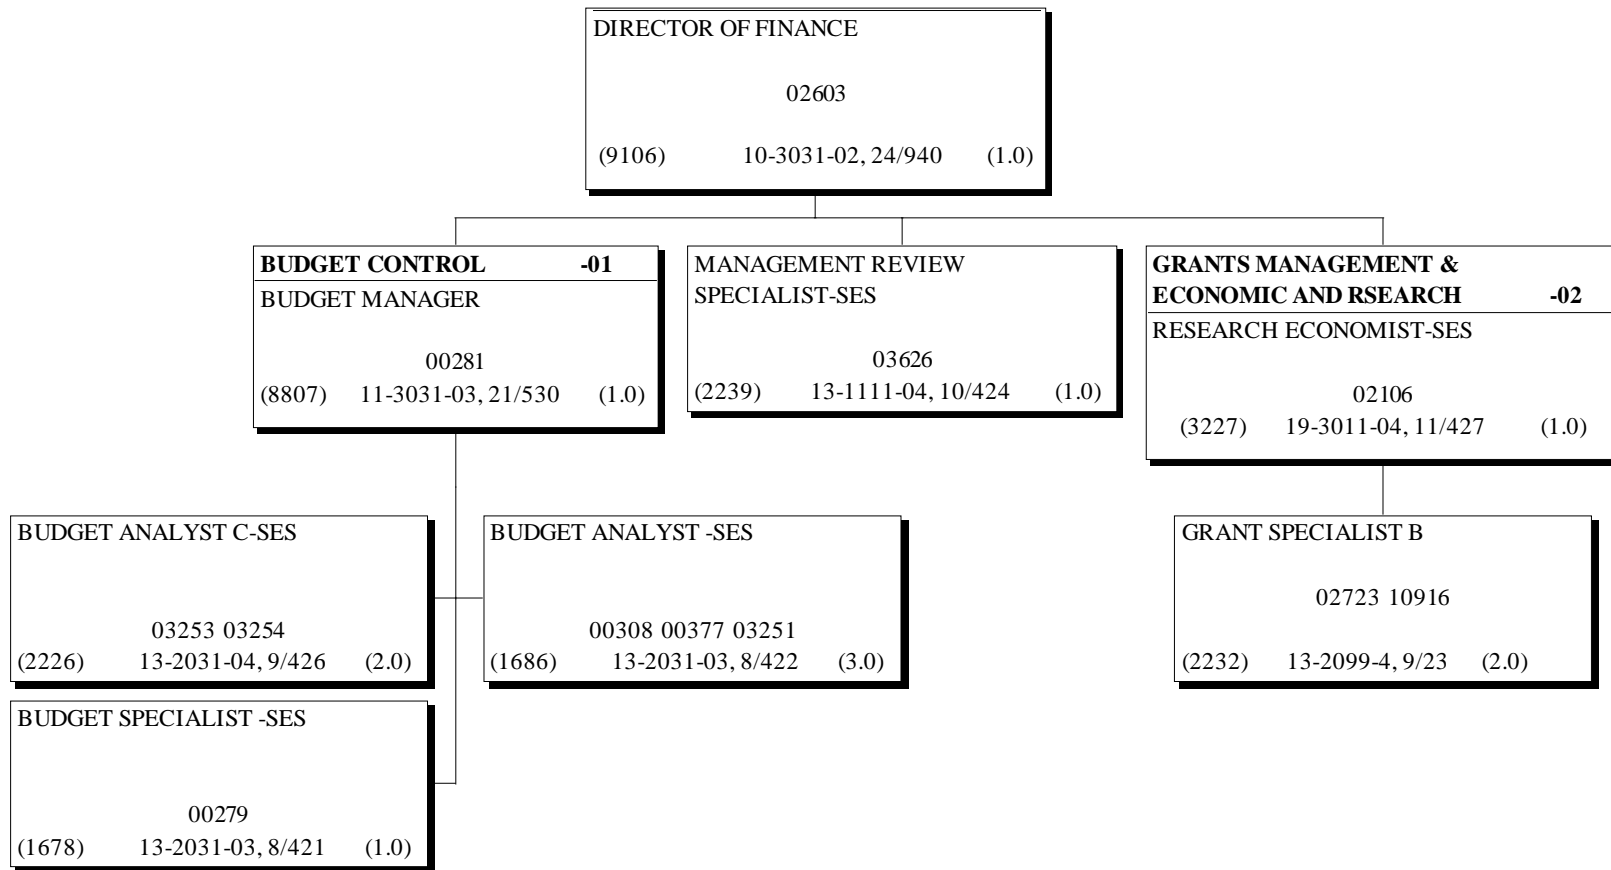 DIRECTOR OF FINANCE
02603
(9106) 10-3031-02, 24/940 (1.0)
BUDGET CONTROL -01
BUDGET MANAGER
00281
(8807) 11-3031-03, 21/530 (1.0)
MANAGEMENT REVIEW
SPECIALIST-SES
03626
(2239) 13-1111-04, 10/424 (1.0)
GRANTS MANAGEMENT &
ECONOMIC AND RSEARCH -02
RESEARCH ECONOMIST-SES
02106
(3227) 19-3011-04, 11/427 (1.0)
BUDGET ANALYST C-SES
03253 03254
(2226) 13-2031-04, 9/426 (2.0)
BUDGET ANALYST -SES
00308 00377 03251
(1686) 13-2031-03, 8/422 (3.0)
GRANT SPECIALIST B
02723 10916
(2232) 13-2099-4, 9/23 (2.0)
BUDGET SPECIALIST -SES
00279
(1678) 13-2031-03, 8/421 (1.0)